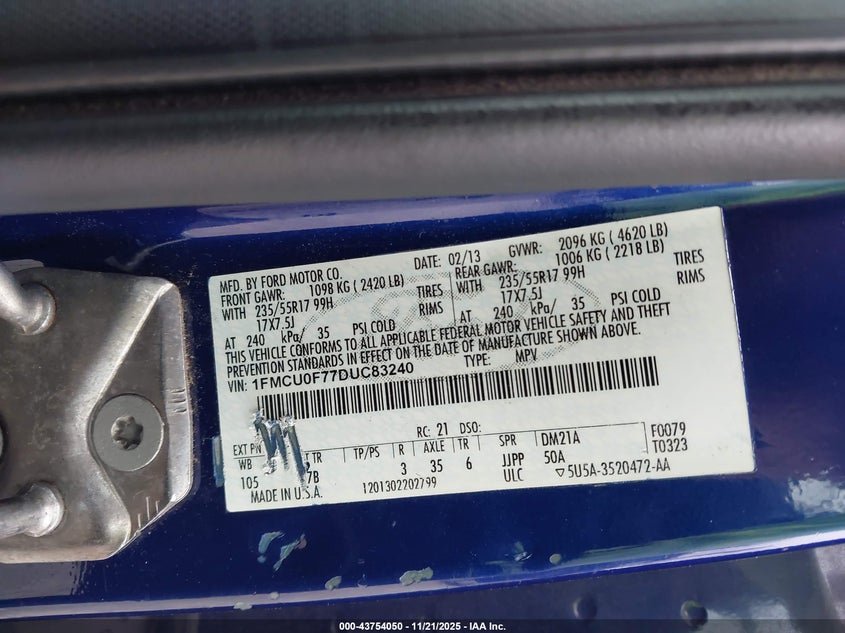 MFD. BY FORD MOTOR CO.
DATE: 02/13 GVWR: 2096 KG ( 4620 LB)
FRONT GAWR: 1098 KG ( 2420 LB) REAR GAWR: 1006 KG ( 2218 LB)
WITH 235/55R17 99H TIRES WITH 235/55R17 99H TIRES
17X7.5J RIMS 17X7.5J RIMS
AT 240 kPa/ 35 PSI COLD AT 240 kPa/ 35 PSI COLD
THIS VEHICLE CONFORMS TO ALL APPLICABLE FEDERAL MOTOR VEHICLE SAFETY AND THEFT
PREVENTION STANDARDS IN EFFECT ON THE DATE OF MANUFACTURE SHOWN ABOVE.
VIN: 1FMCU0F77DUC83240 TYPE: MPV
RC: 21 DSO:
EXT PN F0079
WB TR TP/PS R AXLE TR SPR DM21A T0323
105 7B 3 35 6 JJPP 50A
MADE IN U.S.A. 1201302202799 ULC ▽5U5A-3520472-AA
000-43754050 - 11/21/2025 - IAA Inc.